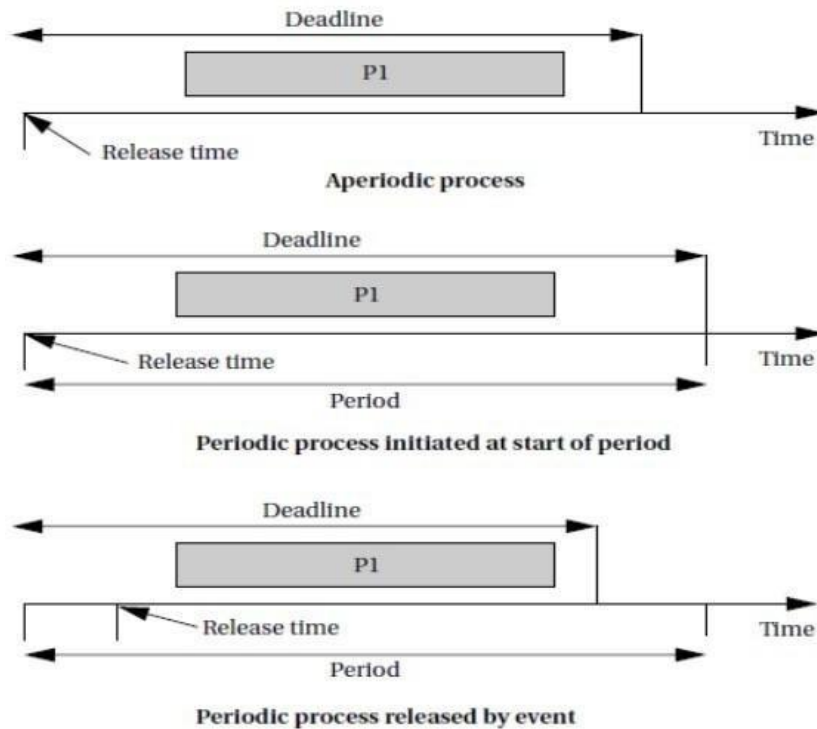 Deadline
P1
Release time
Time
Aperiodic process
Deadline
P1
Release time
Time
Period
Periodic process initiated at start of period
Deadline
P1
Release time
Time
Period
Periodic process released by event